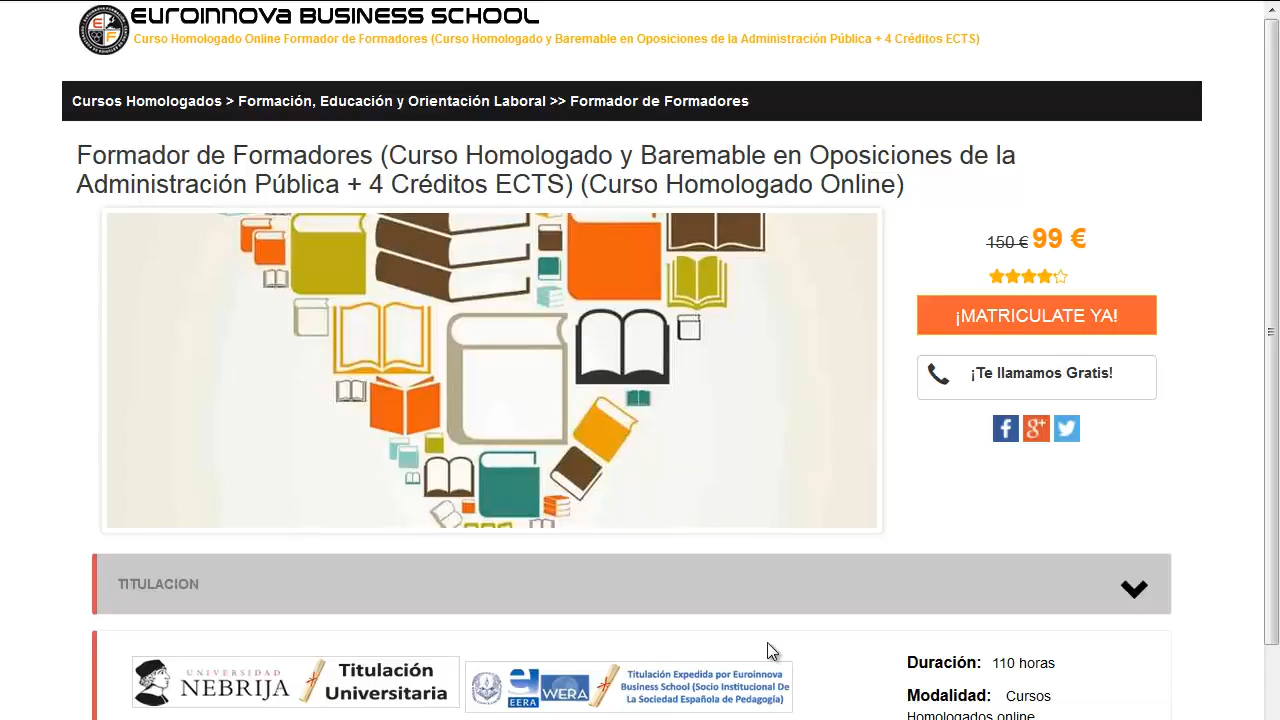 EUROINNOVA BUSINESS SCHOOL
Curso Homologado Online Formador de Formadores (Curso Homologado y Baremable en Oposiciones de la Administración Pública + 4 Créditos ECTS)
Cursos Homologados > Formación, Educación y Orientación Laboral >> Formador de Formadores
Formador de Formadores (Curso Homologado y Baremable en Oposiciones de la
Administración Pública + 4 Créditos ECTS) (Curso Homologado Online)
150 € 99 €
¡MATRICULATE YA!
¡Te llamamos Gratis!
TITULACION
UNIVERSIDAD
NEBRIJA
Titulación
Universitaria
EERA
WERA
Titulación Expedida por Euroinnova
Business School (Socio Institucional De
La Sociedad Española de Pedagogía)
Duración: 110 horas
Modalidad: Cursos
Homologados online